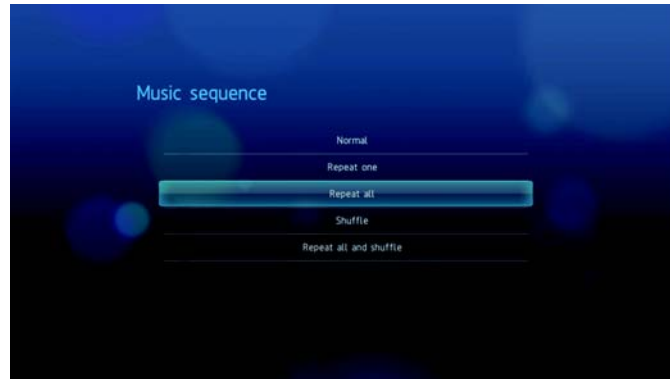 Music sequence
Normal
Repeat one
Repeat all
Shuffle
Repeat all and shuffle